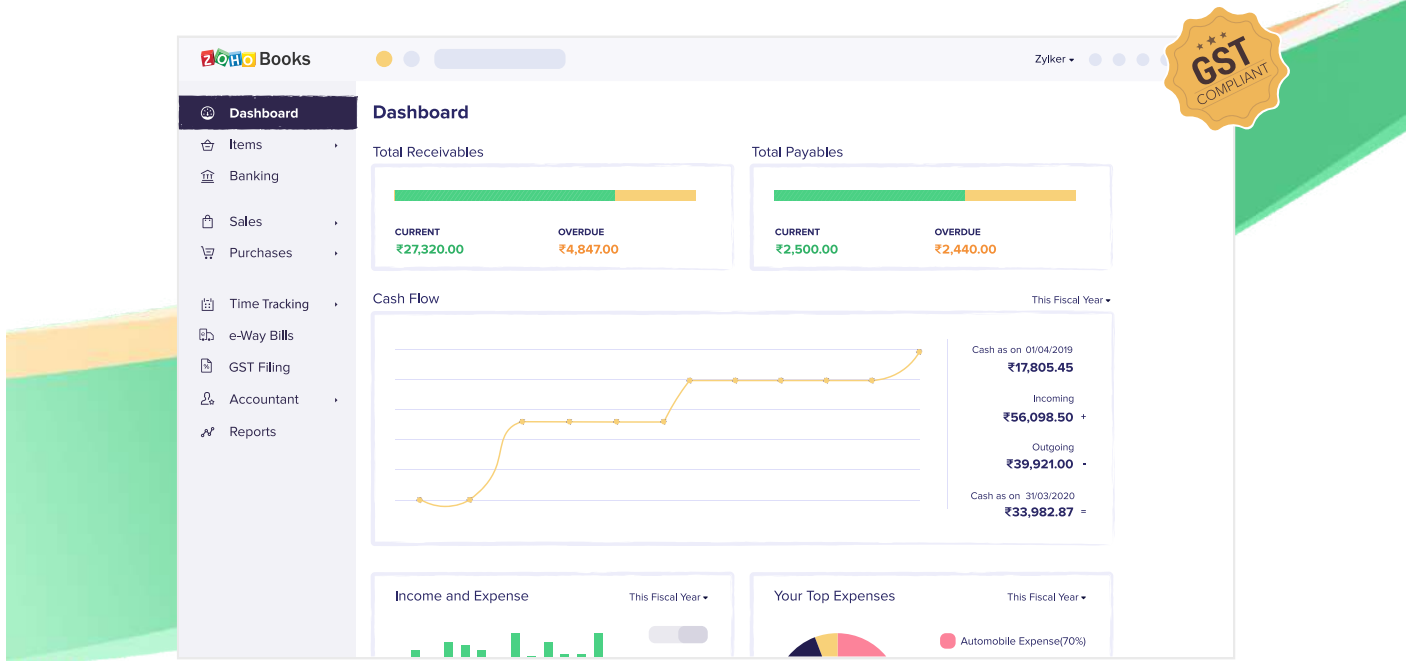 ZOHO Books
Zylker
GST
COMPLIANT
Dashboard
Items
Banking
Sales
Purchases
Time Tracking
e-Way Bills
GST Filing
Accountant
Reports
Dashboard
Total Receivables
CURRENT OVERDUE
₹27,320.00 ₹4,847.00
Total Payables
CURRENT OVERDUE
₹2,500.00 ₹2,440.00
Cash Flow This Fiscal Year
Cash as on 01/04/2019
₹17,805.45
Incoming
₹56,098.50 +
Outgoing
₹39,921.00 -
Cash as on 31/03/2020
₹33,982.87 =
Income and Expense This Fiscal Year
Your Top Expenses This Fiscal Year
Automobile Expense(70%)